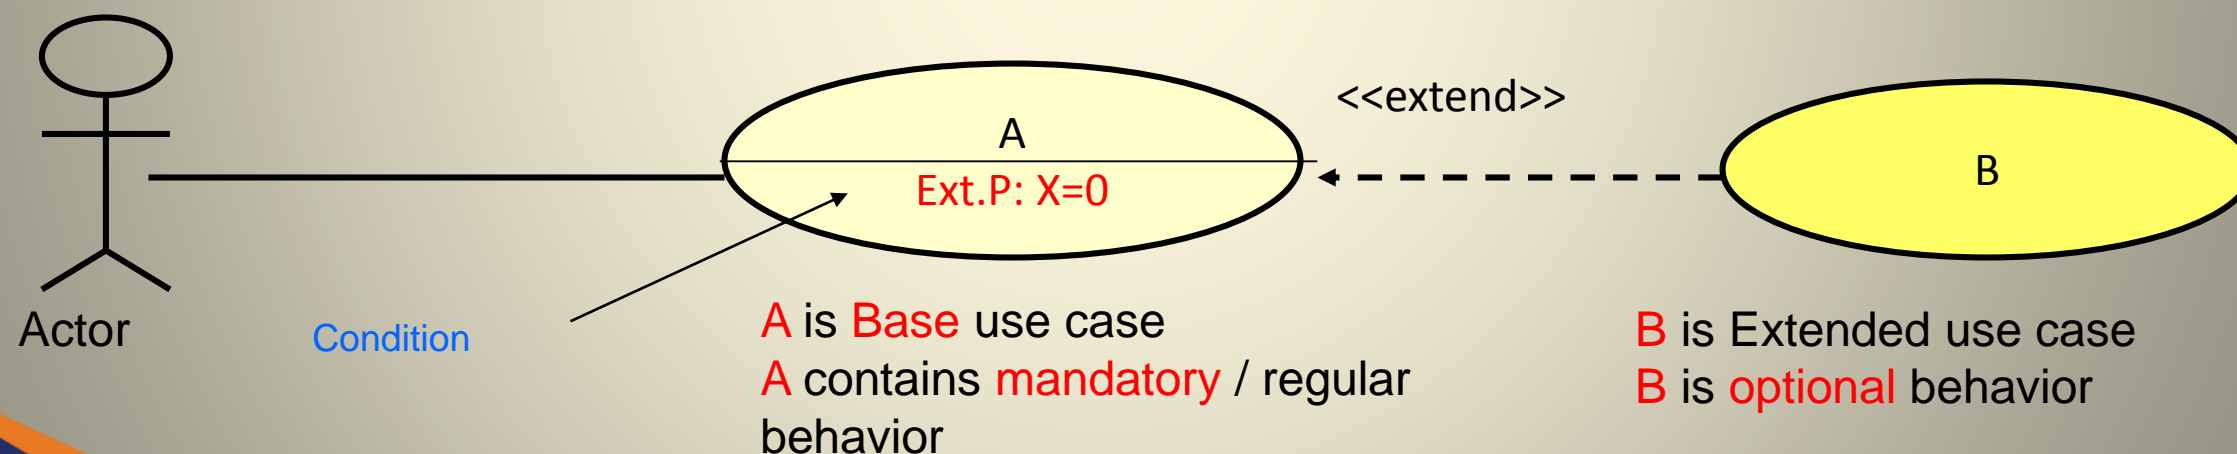 <<extend>>
A
Ext.P: X=0
B
Actor
Condition
A is Base use case
A contains mandatory / regular
behavior
B is Extended use case
B is optional behavior